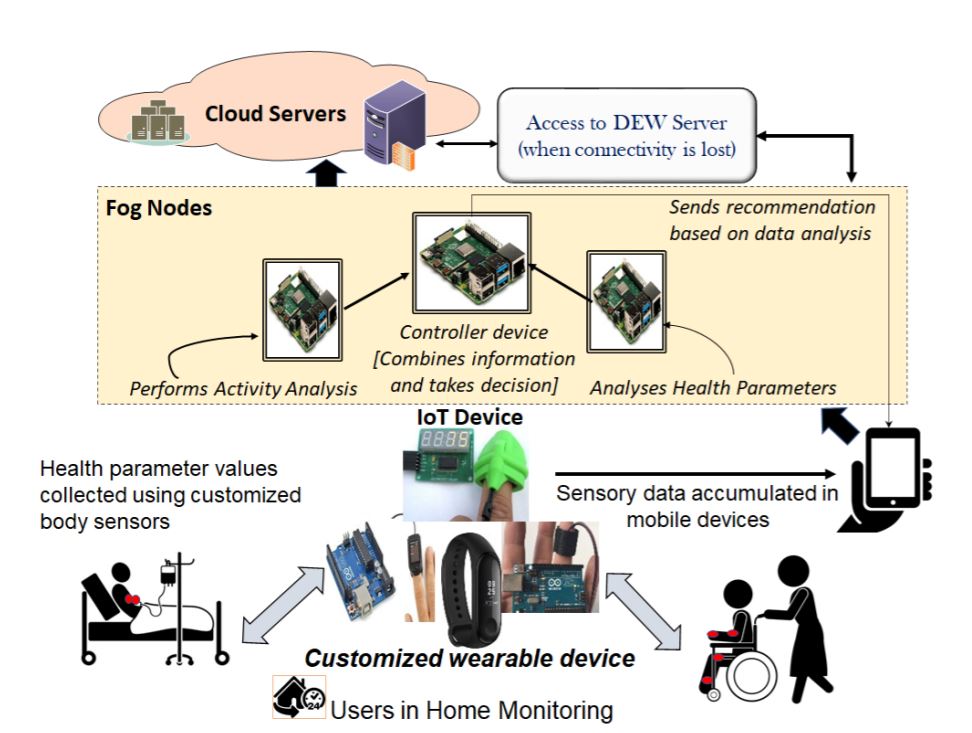 Cloud Servers
Access to DEW Server
(when connectivity is lost)
Fog Nodes
Sends recommendation
based on data analysis
Controller device
[Combines information
and takes decision]
Performs Activity Analysis
Analyses Health Parameters
IoT Device
Health parameter values
collected using customized
body sensors
Sensory data accumulated in
mobile devices
Customized wearable device
24
Users in Home Monitoring